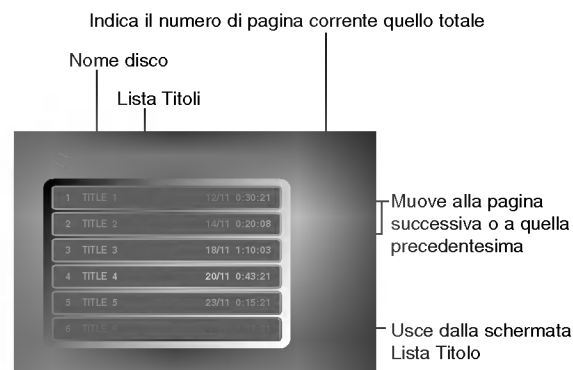 Indica il numero di pagina corrente quello totale
Nome disco
Lista Titoli
1 TITLE 1 12/11 0:30:21
2 TITLE 2 14/11 0:20:08
3 TITLE 3 18/11 1:10:03
4 TITLE 4 20/11 0:43:21
5 TITLE 5 23/11 0:15:21
6 TITLE 6
Muove alla pagina
successiva o a quella
precedentesima
Usce dalla schermata
Lista Titolo